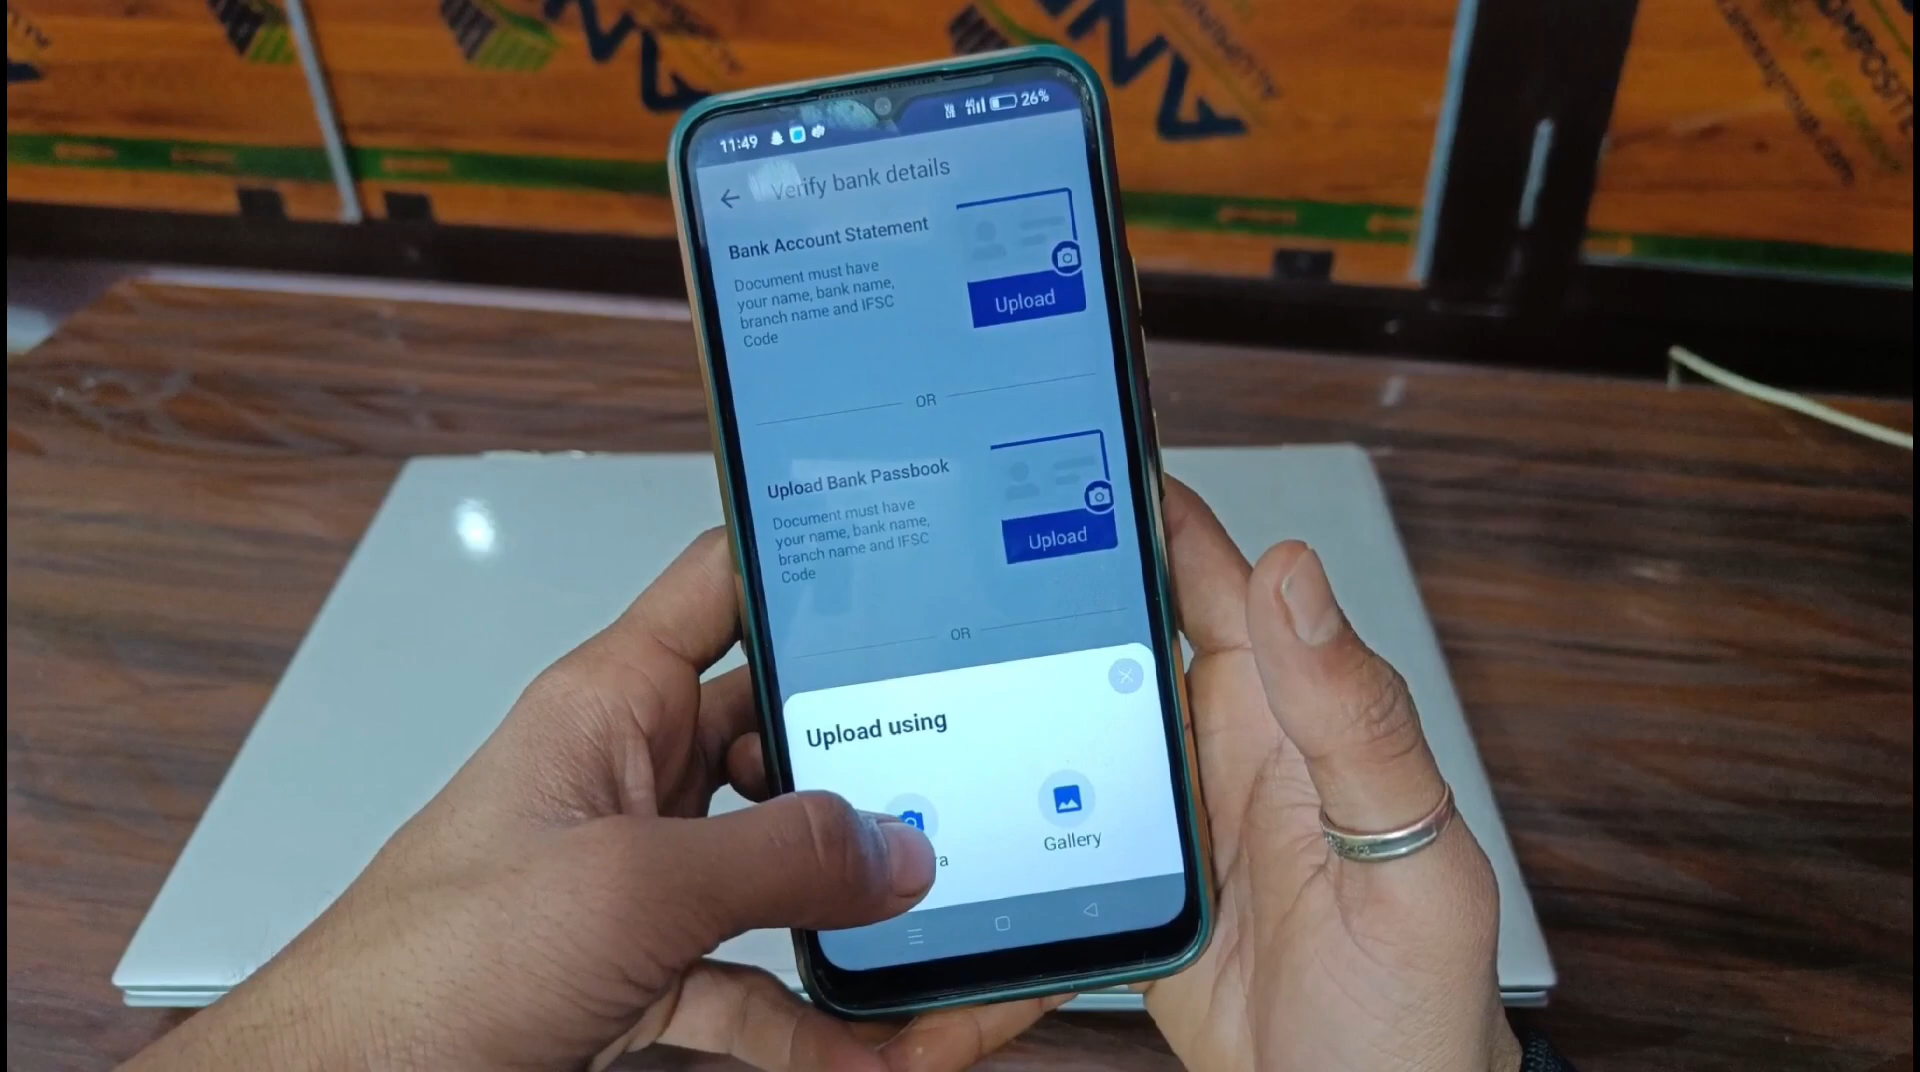 11:49
26%
Verify bank details
Bank Account Statement
Document must have
your name, bank name,
branch name and IFSC
Code
Upload
OR
Upload Bank Passbook
Document must have
your name, bank name,
branch name and IFSC
Code
Upload
OR
Upload using
ra
Gallery
COMPOSITE